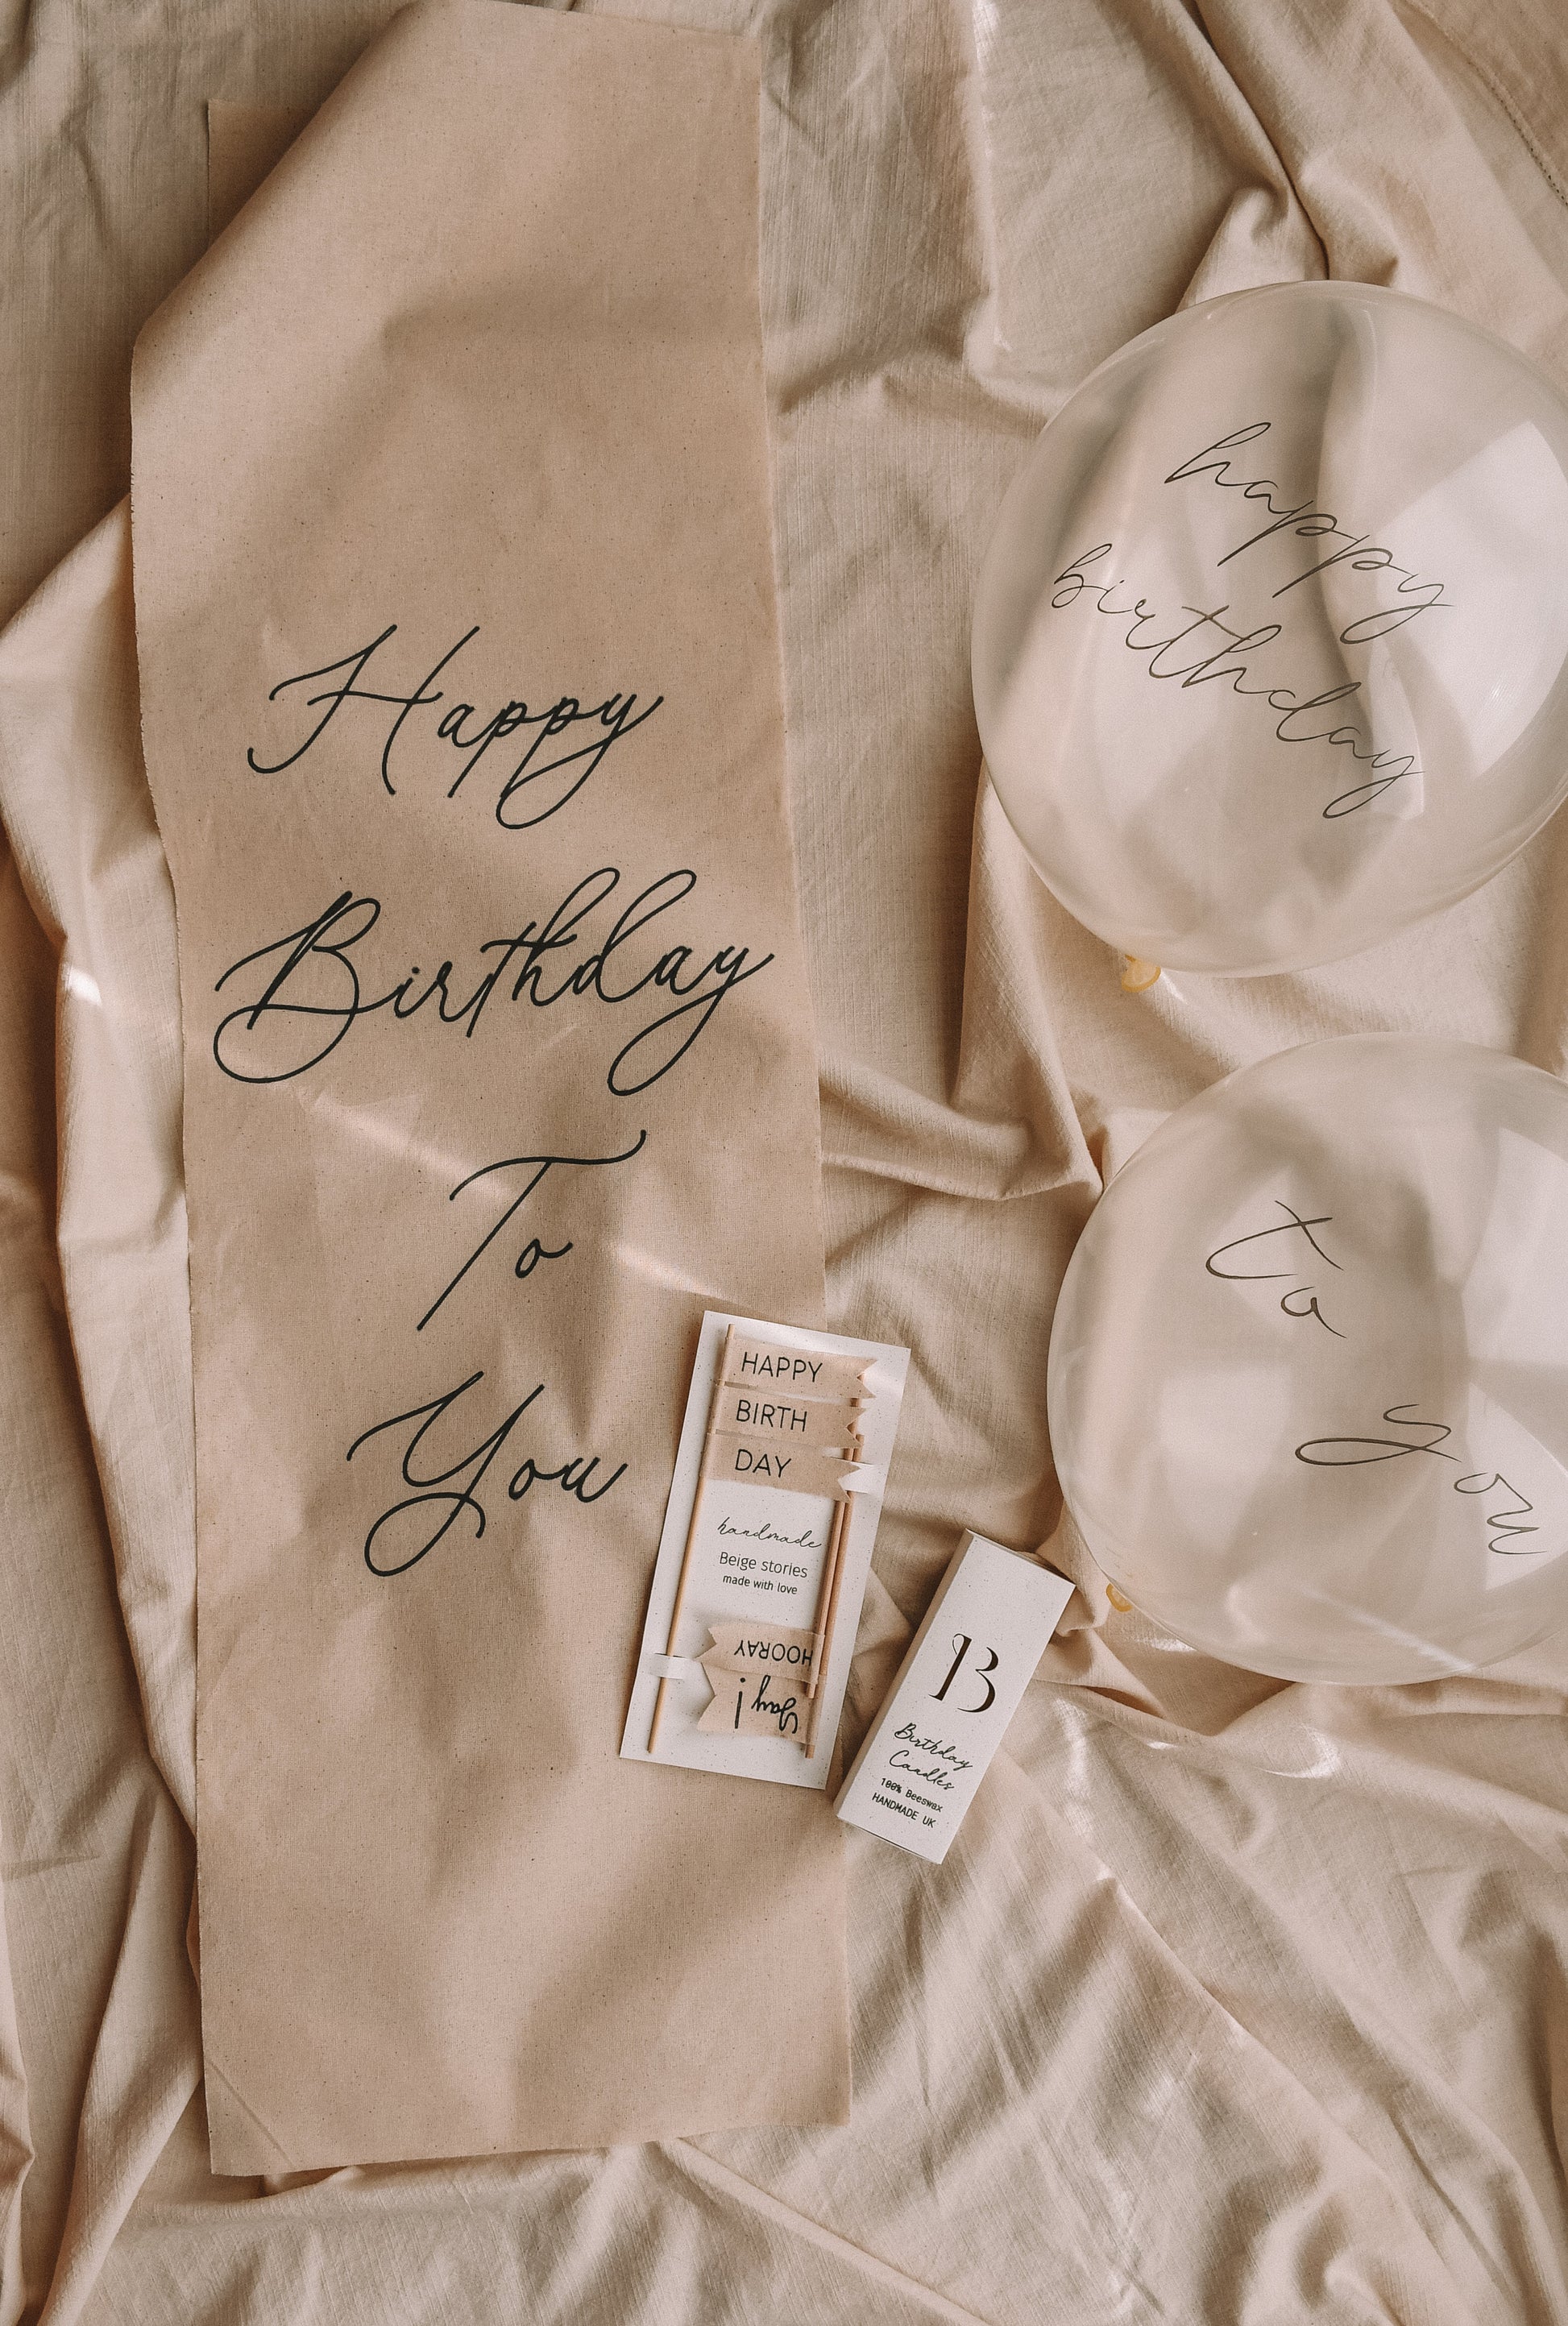 Happy
Birthday
To
You
happy
birthday
to
you
HAPPY
BIRTH
DAY
handmade
Beige stories
made with love
HOORAY
yay!
B
Birthday
Candles
100% Beeswax
HANDMADE UK